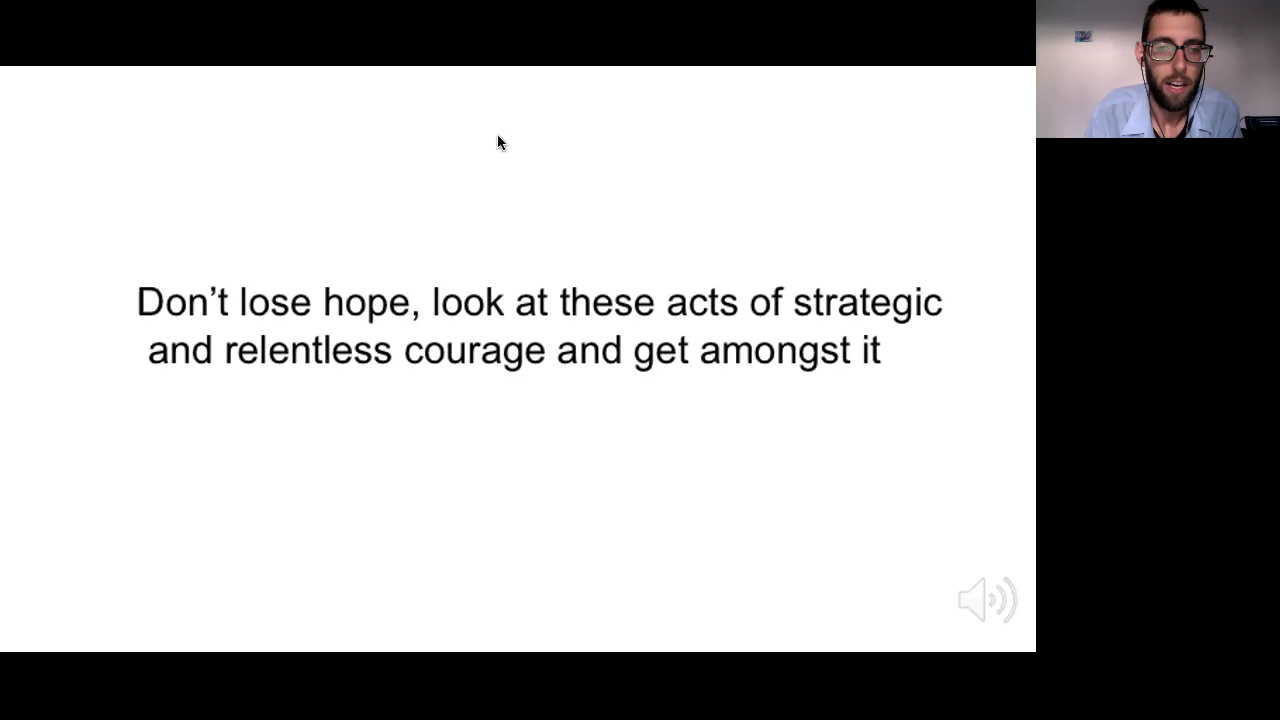 Don’t lose hope, look at these acts of strategic
and relentless courage and get amongst it